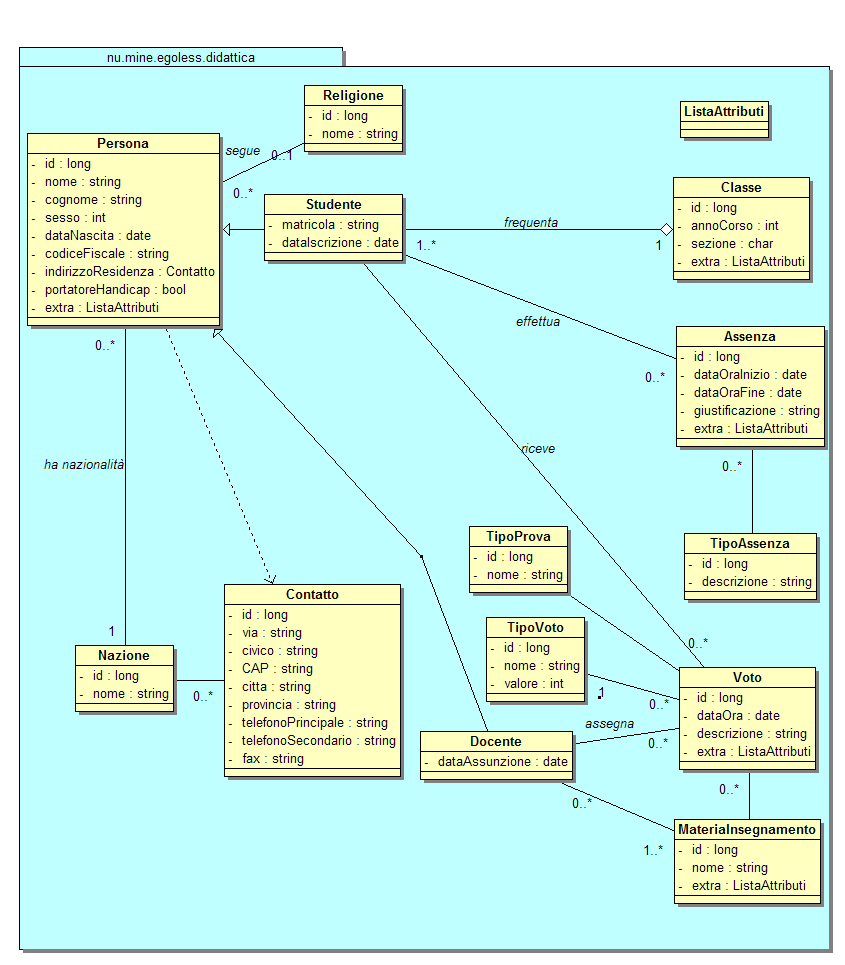 nu.mine.egoless.didattica
Religione
- id : long
- nome : string
ListaAttributi
Persona
- id : long
- nome : string
- cognome : string
- sesso : int
- dataNascita : date
- codiceFiscale : string
- indirizzoResidenza : Contatto
- portatoreHandicap : bool
- extra : ListaAttributi
segue
0..1
0..*
Studente
- matricola : string
- dataIscrizione : date
frequenta
1..*
1
Classe
- id : long
- annoCorso : int
- sezione : char
- extra : ListaAttributi
effettua
0..*
Assenza
- id : long
- dataOraInizio : date
- dataOraFine : date
- giustificazione : string
- extra : ListaAttributi
0..*
0..*
ha nazionalità
riceve
TipoProva
- id : long
- nome : string
TipoAssenza
- id : long
- descrizione : string
Contatto
- id : long
- via : string
- civico : string
- CAP : string
- citta : string
- provincia : string
- telefonoPrincipale : string
- telefonoSecondario : string
- fax : string
1
Nazione
- id : long
- nome : string
0..*
TipoVoto
- id : long
- nome : string
- valore : int
1
0..*
0..*
Voto
- id : long
- dataOra : date
- descrizione : string
- extra : ListaAttributi
assegna
0..*
Docente
- dataAssunzione : date
0..*
0..*
1..*
MateriaInsegnamento
- id : long
- nome : string
- extra : ListaAttributi